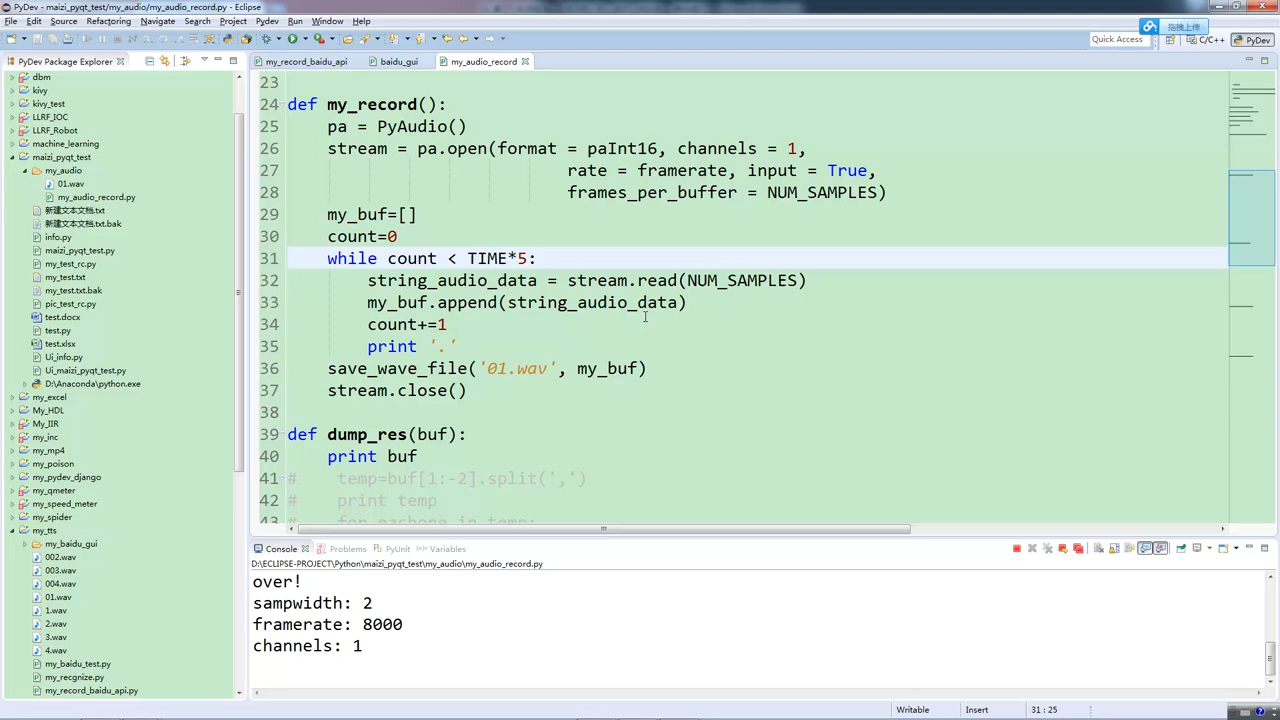 PyDev - maizi_pyqt_test/my_audio/my_audio_record.py - Eclipse
File Edit Source Refactoring Navigate Search Project Pydev Run Window Help
拖拽上传
Quick Access
C/C++
PyDev
PyDev Package Explorer
dbm
kivy
kivy_test
LLRF_IOC
LLRF_Robot
machine_learning
maizi_pyqt_test
my_audio
01.wav
my_audio_record.py
新建文本文档.txt
新建文本文档.txt.bak
info.py
maizi_pyqt_test.py
my_test_rc.py
my_test.txt
my_test.txt.bak
pic_test_rc.py
test.docx
test.py
test.xlsx
Ui_info.py
Ui_maizi_pyqt_test.py
D:\Anaconda\python.exe
my_excel
My_HDL
My_IIR
my_inc
my_mp4
my_poison
my_pydev_django
my_qmeter
my_speed_meter
my_spider
my_tts
my_baidu_gui
002.wav
003.wav
004.wav
01.wav
1.wav
2.wav
3.wav
4.wav
my_baidu_test.py
my_recgnize.py
my_record_baidu_api.py
my_record_baidu_api
baidu_gui
my_audio_record
23
24 def my_record():
25 pa = PyAudio()
26 stream = pa.open(format = paInt16, channels = 1,
27 rate = framerate, input = True,
28 frames_per_buffer = NUM_SAMPLES)
29 my_buf=[]
30 count=0
31 while count < TIME*5:
32 string_audio_data = stream.read(NUM_SAMPLES)
33 my_buf.append(string_audio_data)
34 count+=1
35 print '.'
36 save_wave_file('01.wav', my_buf)
37 stream.close()
38
39 def dump_res(buf):
40 print buf
41 # temp=buf[1:-2].split(',')
42 # print temp
43 # for eachone in temp:
Console Problems PyUnit Variables
D:\ECLIPSE-PROJECT\Python\maizi_pyqt_test\my_audio\my_audio_record.py
over!
sampwidth: 2
framerate: 8000
channels: 1
Writable Insert 31 : 25